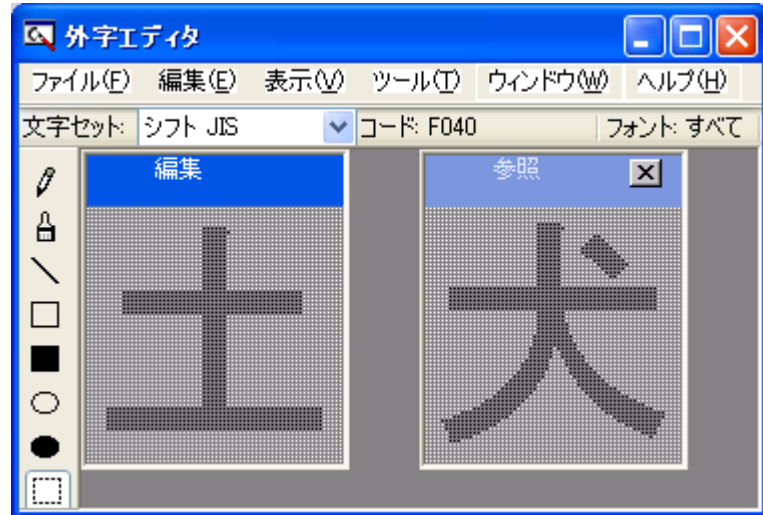 外字エディタ
ファイル(F) 編集(E) 表示(V) ツール(T) ウィンドウ(W) ヘルプ(H)
文字セット: シフト JIS コード: F040 フォント: すべて
編集 参照
土 犬